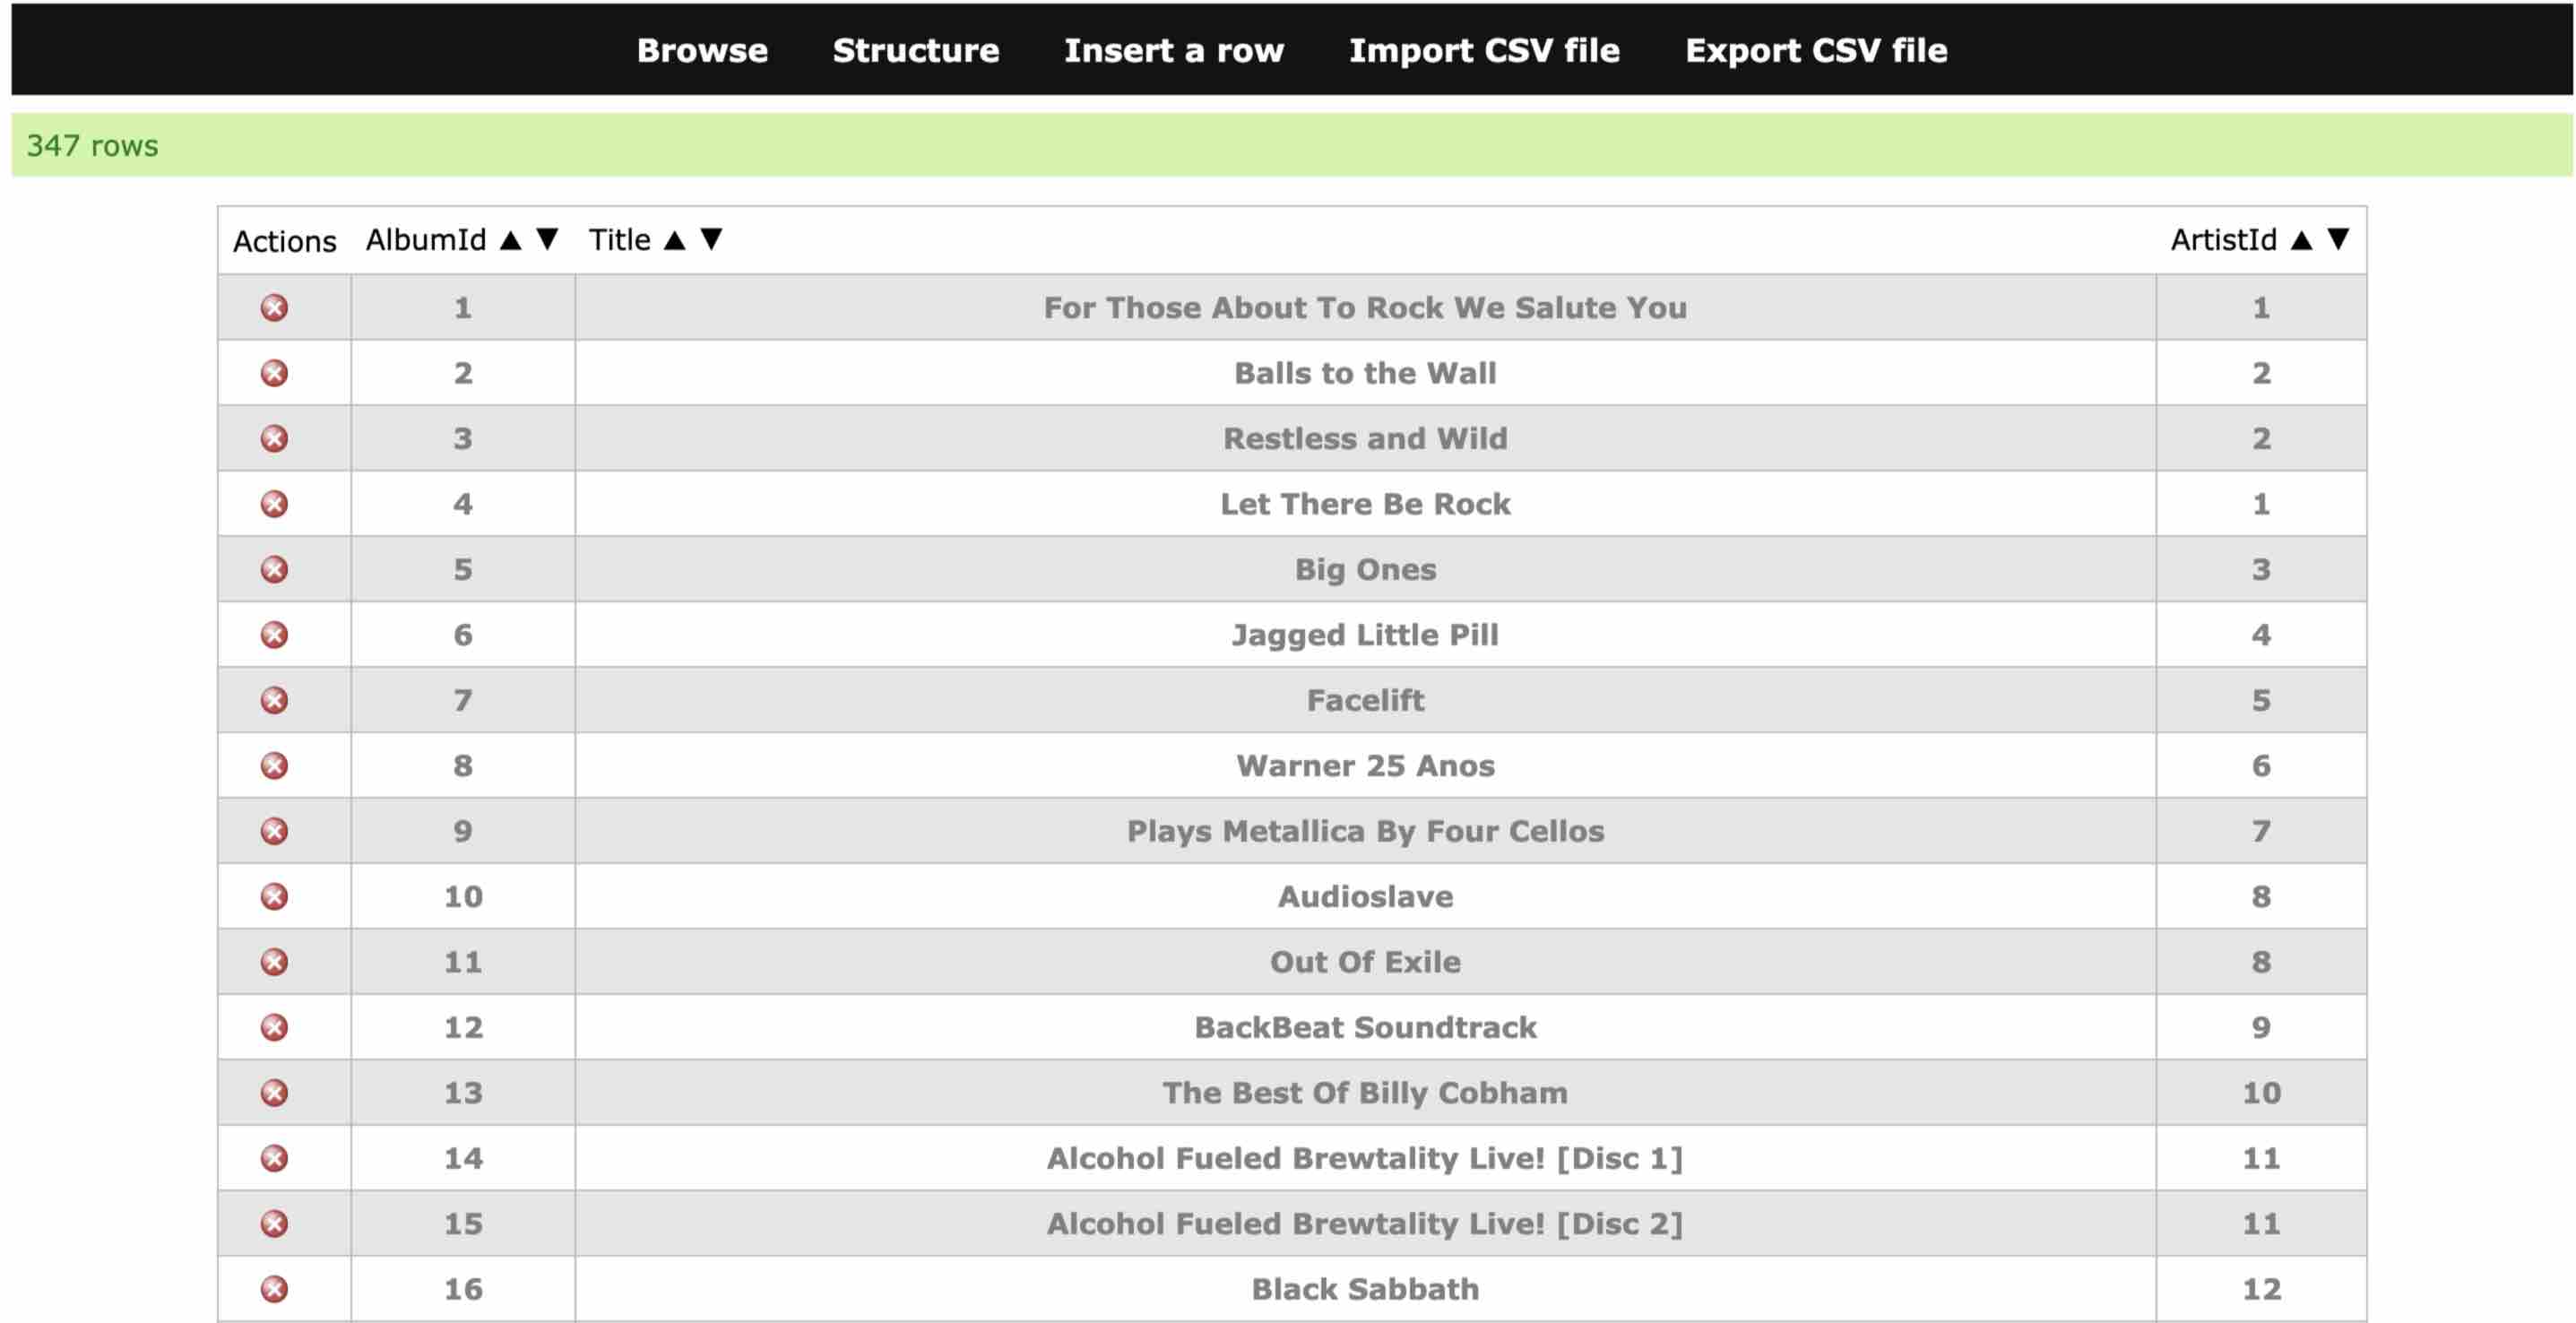 Browse Structure Insert a row Import CSV file Export CSV file
347 rows
Actions AlbumId ▲ ▼ Title ▲ ▼ ArtistId ▲ ▼
1 For Those About To Rock We Salute You 1
2 Balls to the Wall 2
3 Restless and Wild 2
4 Let There Be Rock 1
5 Big Ones 3
6 Jagged Little Pill 4
7 Facelift 5
8 Warner 25 Anos 6
9 Plays Metallica By Four Cellos 7
10 Audioslave 8
11 Out Of Exile 8
12 BackBeat Soundtrack 9
13 The Best Of Billy Cobham 10
14 Alcohol Fueled Brewtality Live! [Disc 1] 11
15 Alcohol Fueled Brewtality Live! [Disc 2] 11
16 Black Sabbath 12